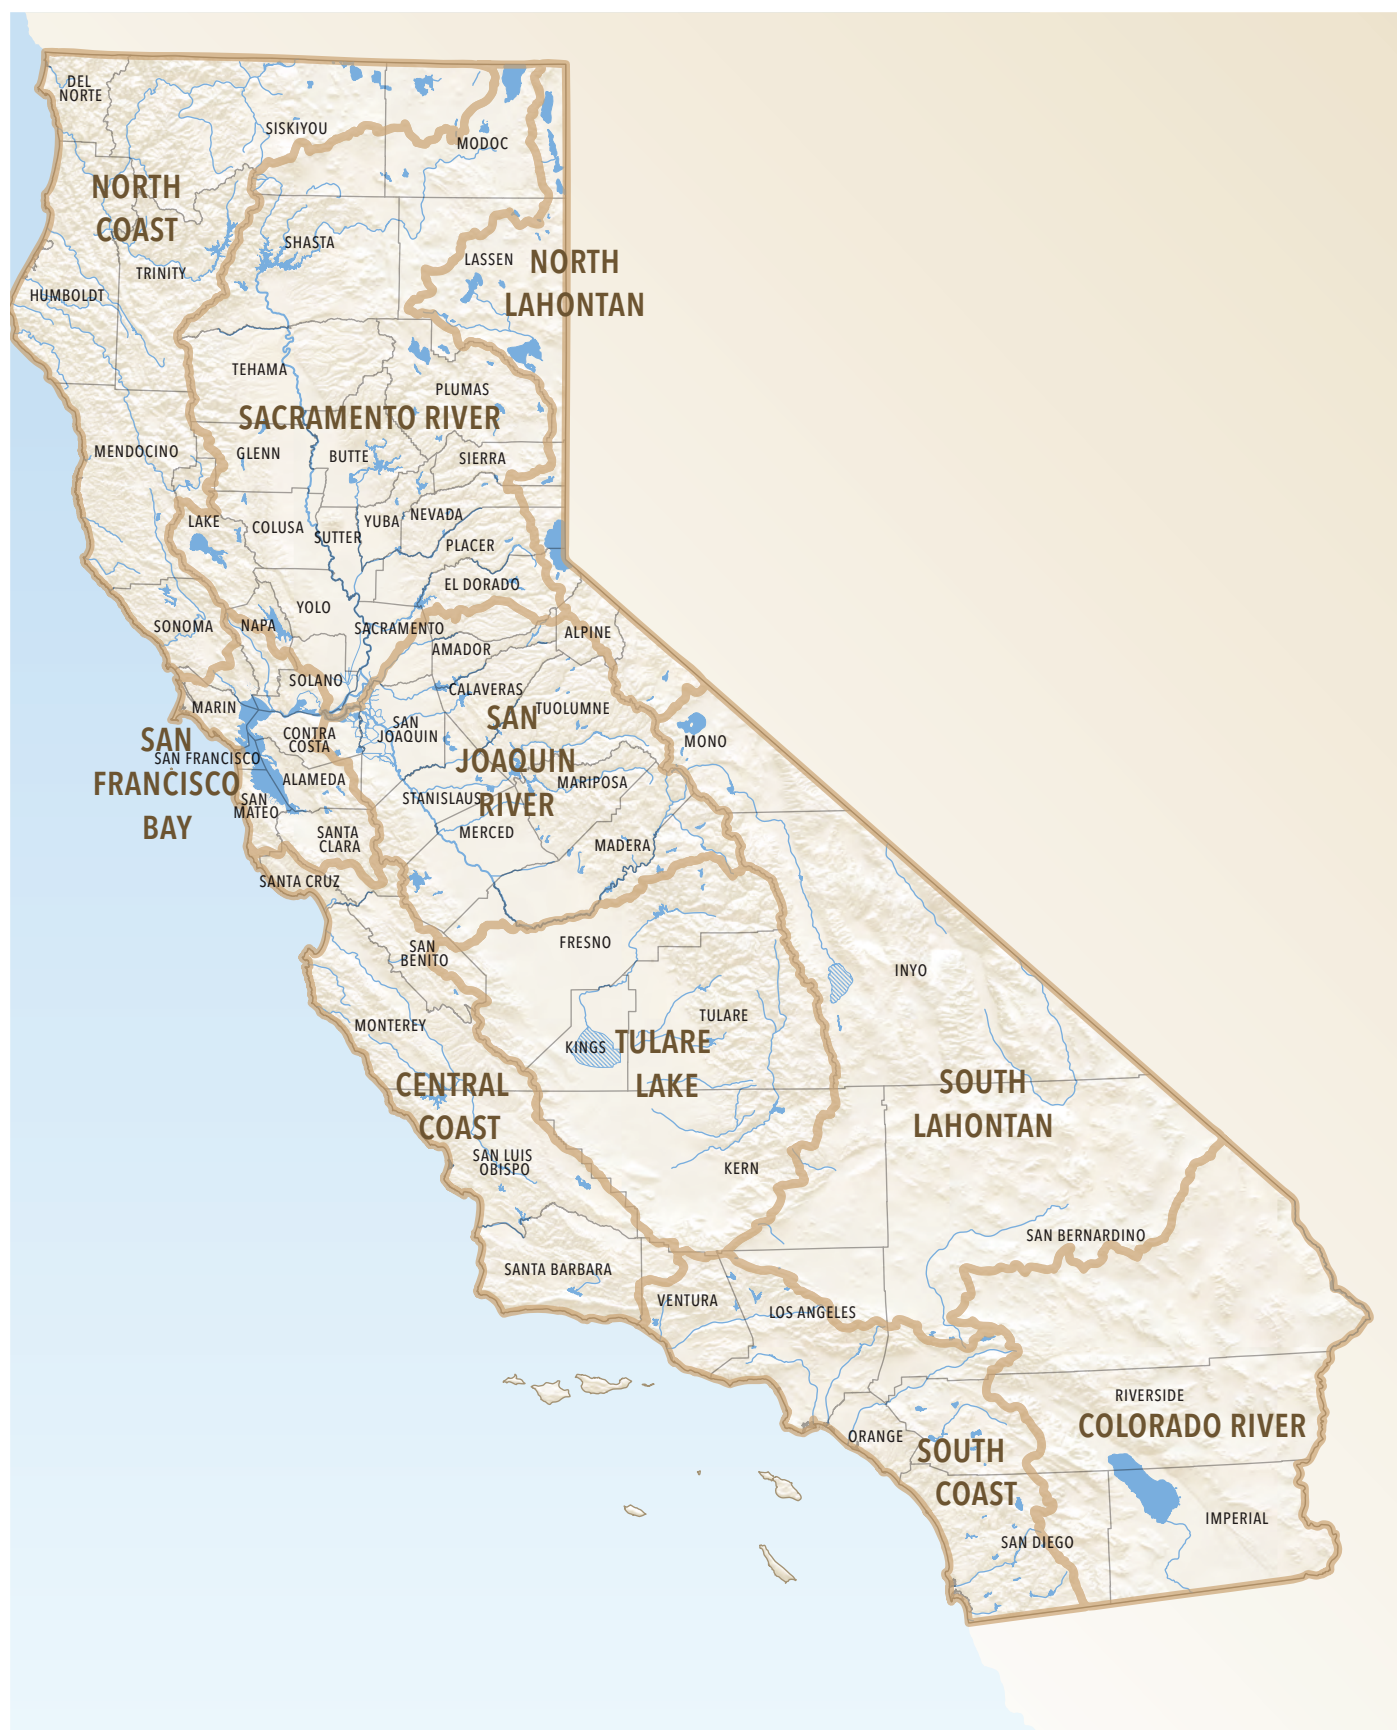 DEL
NORTE
SISKIYOU
MODOC
NORTH
COAST
SHASTA
LASSEN
NORTH
LAHONTAN
TRINITY
HUMBOLDT
TEHAMA
PLUMAS
SACRAMENTO RIVER
MENDOCINO
GLENN
BUTTE
SIERRA
LAKE
COLUSA
SUTTER
YUBA
NEVADA
PLACER
EL DORADO
YOLO
SONOMA
NAPA
SACRAMENTO
ALPINE
AMADOR
SOLANO
CALAVERAS
MARIN
TUOLUMNE
SAN
JOAQUIN
RIVER
SAN
JOAQUIN
CONTRA
COSTA
MONO
SAN
FRANCISCO
BAY
SAN FRANCISCO
ALAMEDA
MARIPOSA
STANISLAUS
SAN
MATEO
SANTA
CLARA
MERCED
MADERA
SANTA CRUZ
SAN
BENITO
FRESNO
INYO
MONTEREY
TULARE
KINGS
TULARE
LAKE
CENTRAL
COAST
SOUTH
LAHONTAN
SAN LUIS
OBISPO
KERN
SAN BERNARDINO
SANTA BARBARA
VENTURA
LOS ANGELES
RIVERSIDE
COLORADO RIVER
ORANGE
SOUTH
COAST
IMPERIAL
SAN DIEGO